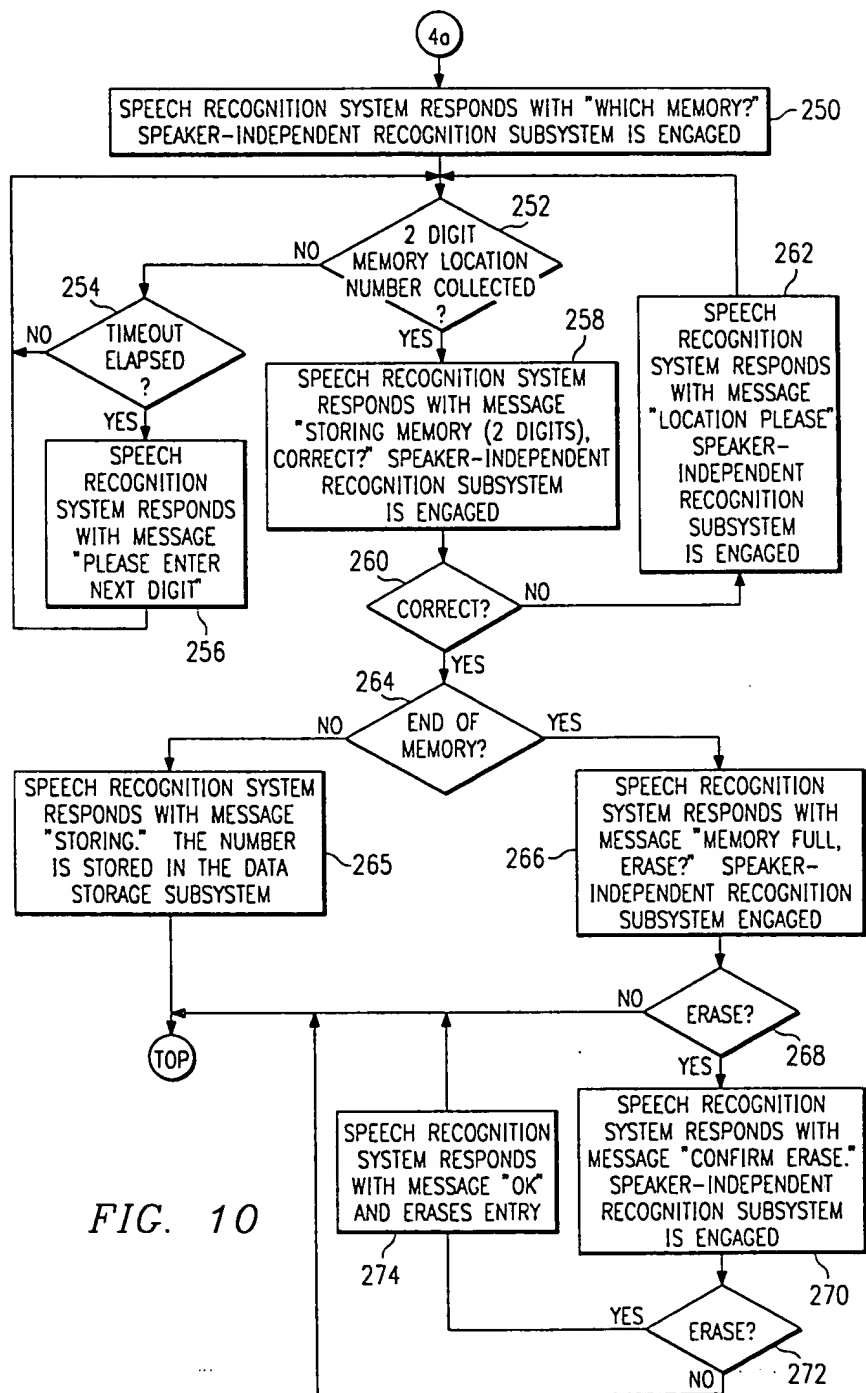 4a
SPEECH RECOGNITION SYSTEM RESPONDS WITH "WHICH MEMORY?"
SPEAKER-INDEPENDENT RECOGNITION SUBSYSTEM IS ENGAGED
250
2 DIGIT
MEMORY LOCATION
NUMBER COLLECTED
?
252
NO
YES
254
TIMEOUT
ELAPSED
?
NO
YES
SPEECH
RECOGNITION
SYSTEM RESPONDS
WITH MESSAGE
"PLEASE ENTER
NEXT DIGIT"
256
258
SPEECH RECOGNITION SYSTEM
RESPONDS WITH MESSAGE
"STORING MEMORY (2 DIGITS),
CORRECT?" SPEAKER-INDEPENDENT
RECOGNITION SUBSYSTEM
IS ENGAGED
262
SPEECH
RECOGNITION
SYSTEM RESPONDS
WITH MESSAGE
"LOCATION PLEASE"
SPEAKER-
INDEPENDENT
RECOGNITION
SUBSYSTEM
IS ENGAGED
260
CORRECT?
NO
YES
264
END OF
MEMORY?
NO
YES
SPEECH RECOGNITION SYSTEM
RESPONDS WITH MESSAGE
"STORING." THE NUMBER
IS STORED IN THE DATA
STORAGE SUBSYSTEM
265
266
SPEECH RECOGNITION
SYSTEM RESPONDS WITH
MESSAGE "MEMORY FULL,
ERASE?" SPEAKER-
INDEPENDENT RECOGNITION
SUBSYSTEM ENGAGED
NO
ERASE?
268
YES
TOP
SPEECH RECOGNITION
SYSTEM RESPONDS
WITH MESSAGE "OK"
AND ERASES ENTRY
274
SPEECH RECOGNITION
SYSTEM RESPONDS WITH
MESSAGE "CONFIRM ERASE."
SPEAKER-INDEPENDENT
RECOGNITION SUBSYSTEM
IS ENGAGED
270
FIG. 10
YES
ERASE?
272
NO